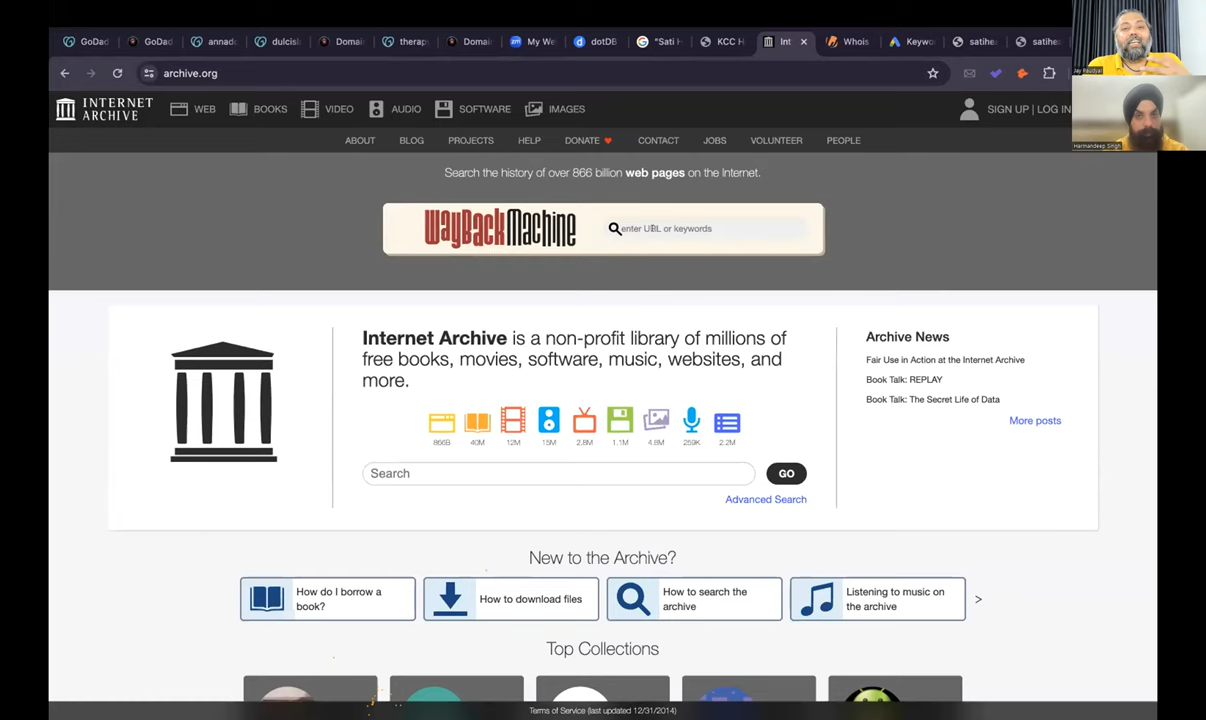 GoDad
GoDad
annad
dulcisl
Domai
therap
Domai
My We
dotDB
"Sati H
KCC H
Int
Whois
Keywo
satihe
satihe
archive.org
INTERNET
ARCHIVE
WEB
BOOKS
VIDEO
AUDIO
SOFTWARE
IMAGES
SIGN UP | LOG IN
Jay Paudyal
Harmandeep Singh
ABOUT
BLOG
PROJECTS
HELP
DONATE
CONTACT
JOBS
VOLUNTEER
PEOPLE
Search the history of over 866 billion web pages on the Internet.
WayBackMachine
enter URL or keywords
Internet Archive is a non-profit library of millions of
free books, movies, software, music, websites, and
more.
866B
40M
12M
15M
2.8M
1.1M
4.8M
259K
2.2M
Search
GO
Advanced Search
Archive News
Fair Use in Action at the Internet Archive
Book Talk: REPLAY
Book Talk: The Secret Life of Data
More posts
New to the Archive?
How do I borrow a
book?
How to download files
How to search the
archive
Listening to music on
the archive
>
Top Collections
Terms of Service (last updated 12/31/2014)